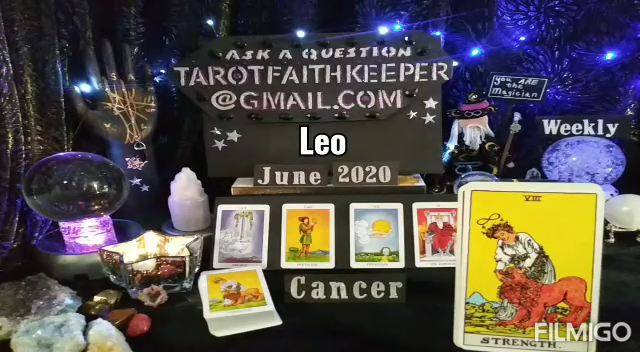 ASK A QUESTION
TAROTFAITHKEEPER
@GMAIL.COM
you ARE
the
Magician
Leo
Weekly
June 2020
VIII
Cancer
STRENGTH.
FILMIGO